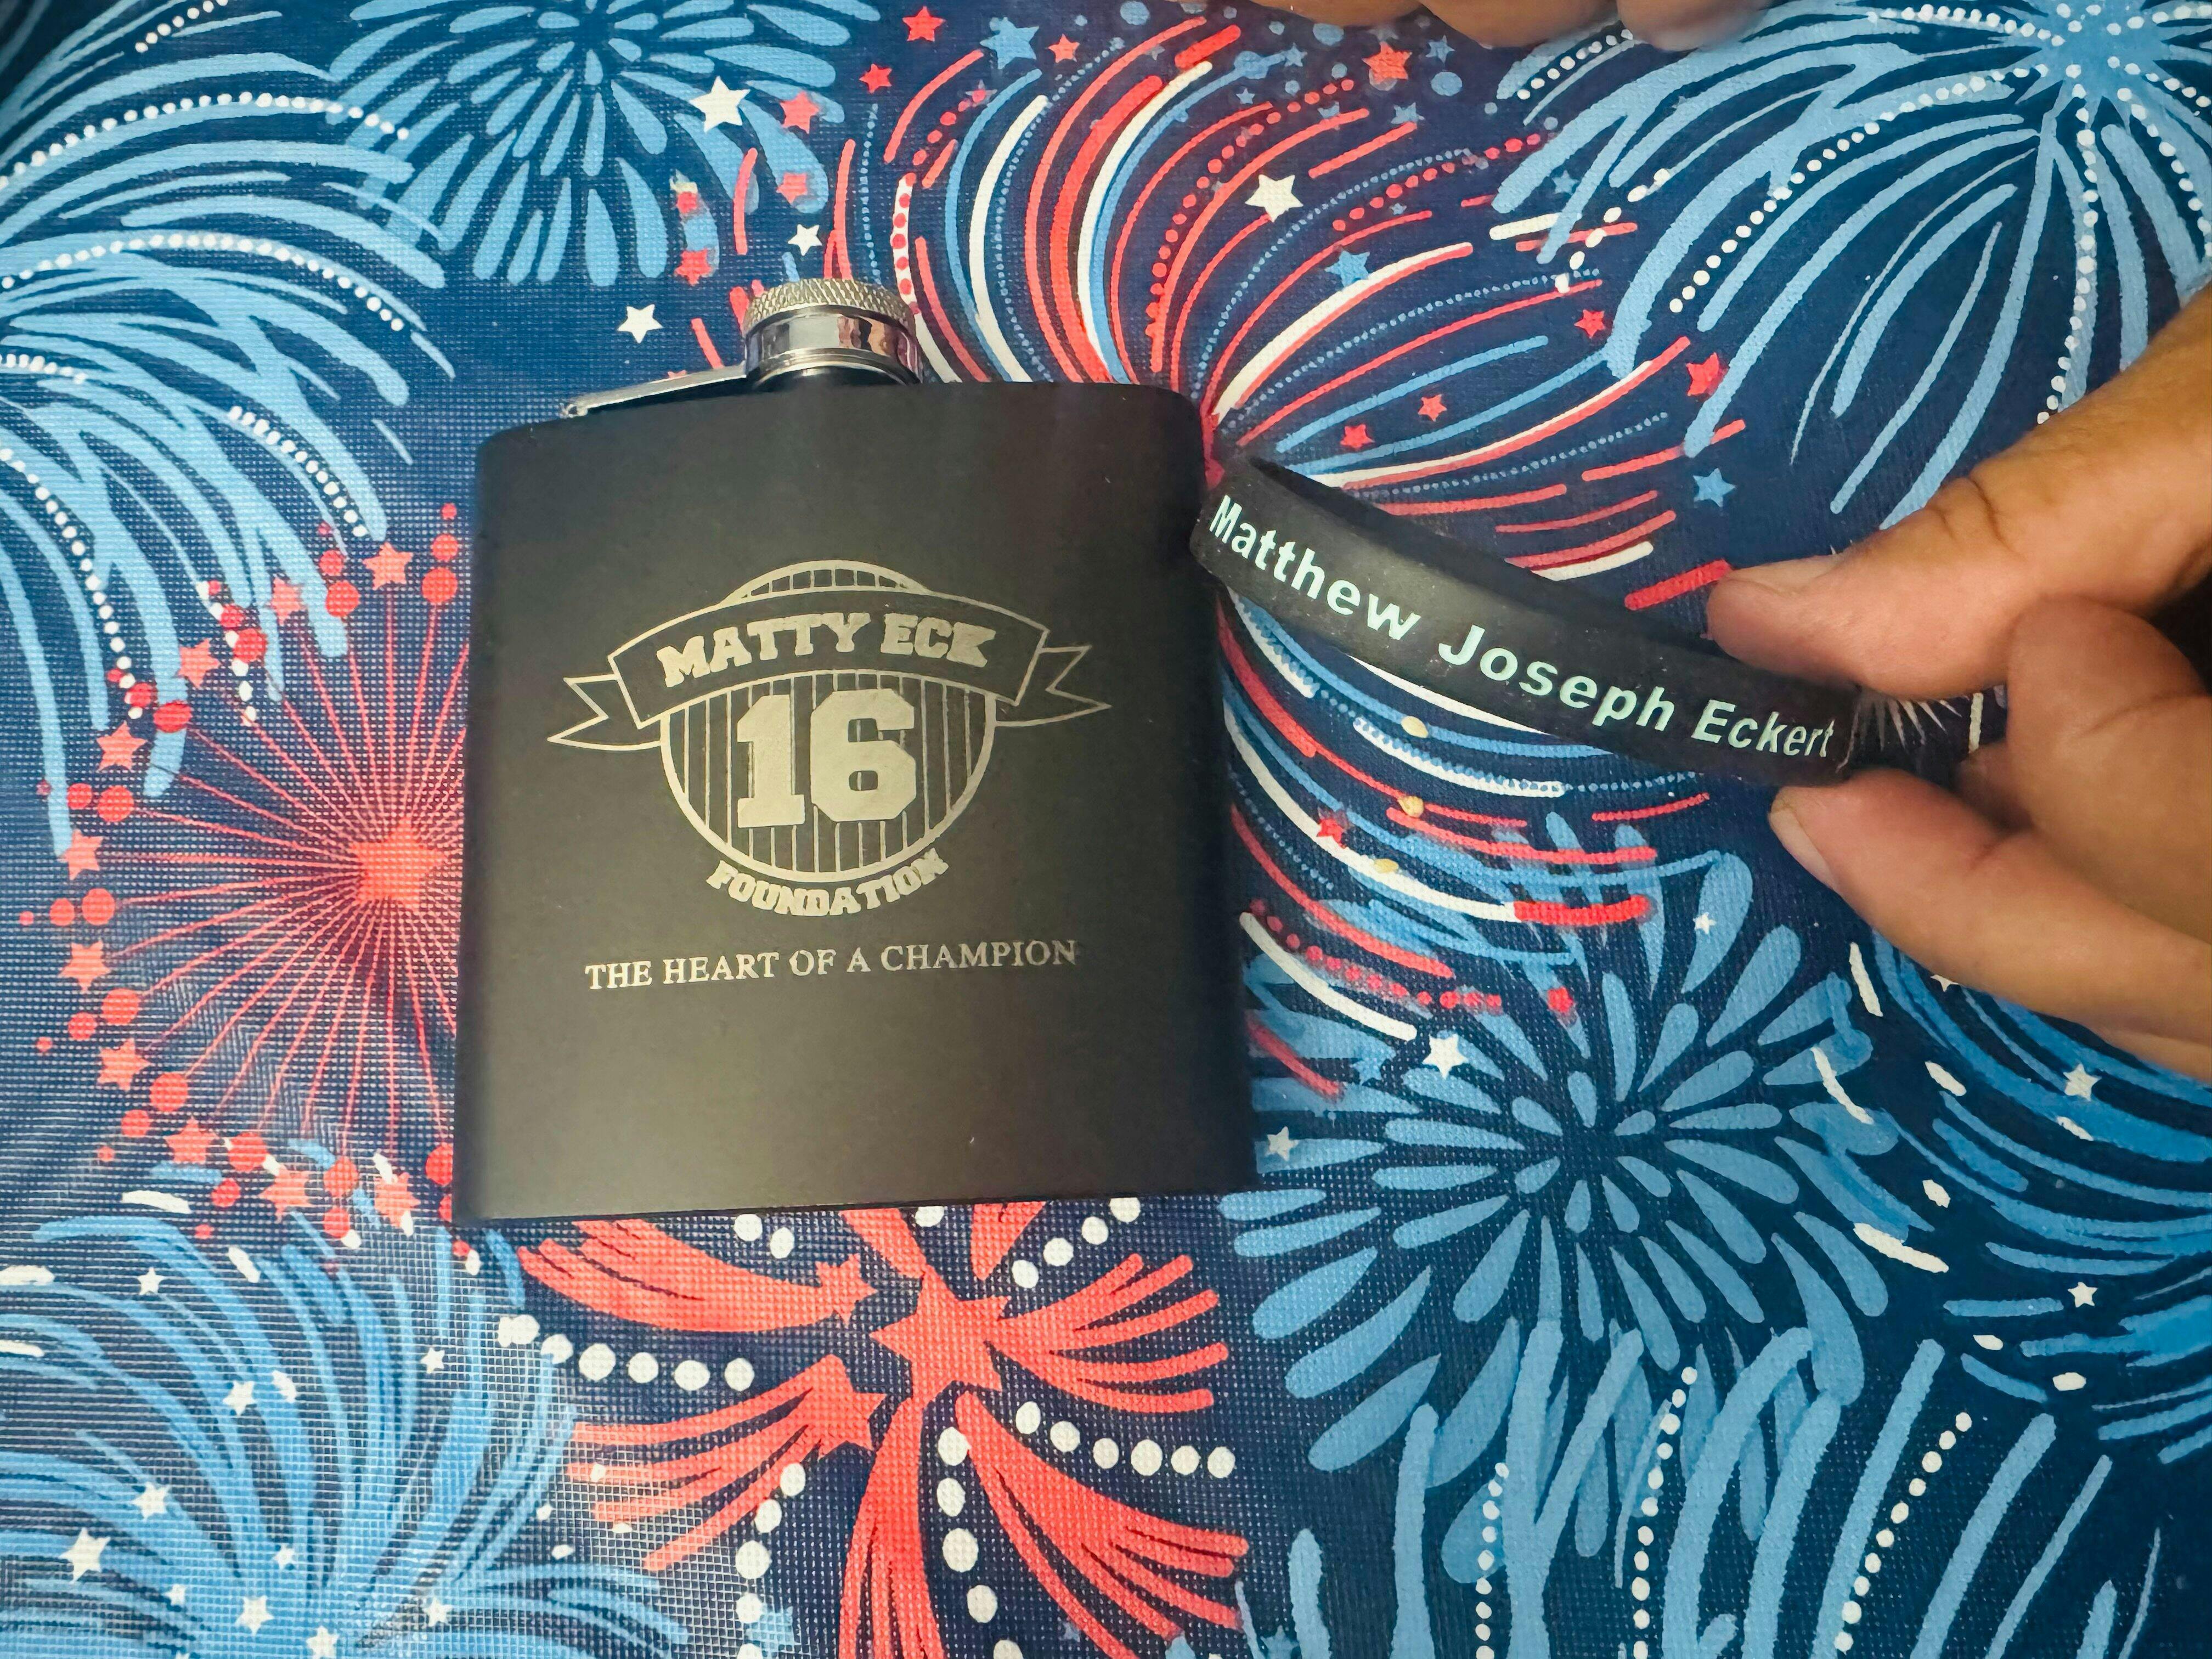 MATTY ECK
16
FOUNDATION
THE HEART OF A CHAMPION
Matthew Joseph Eckert